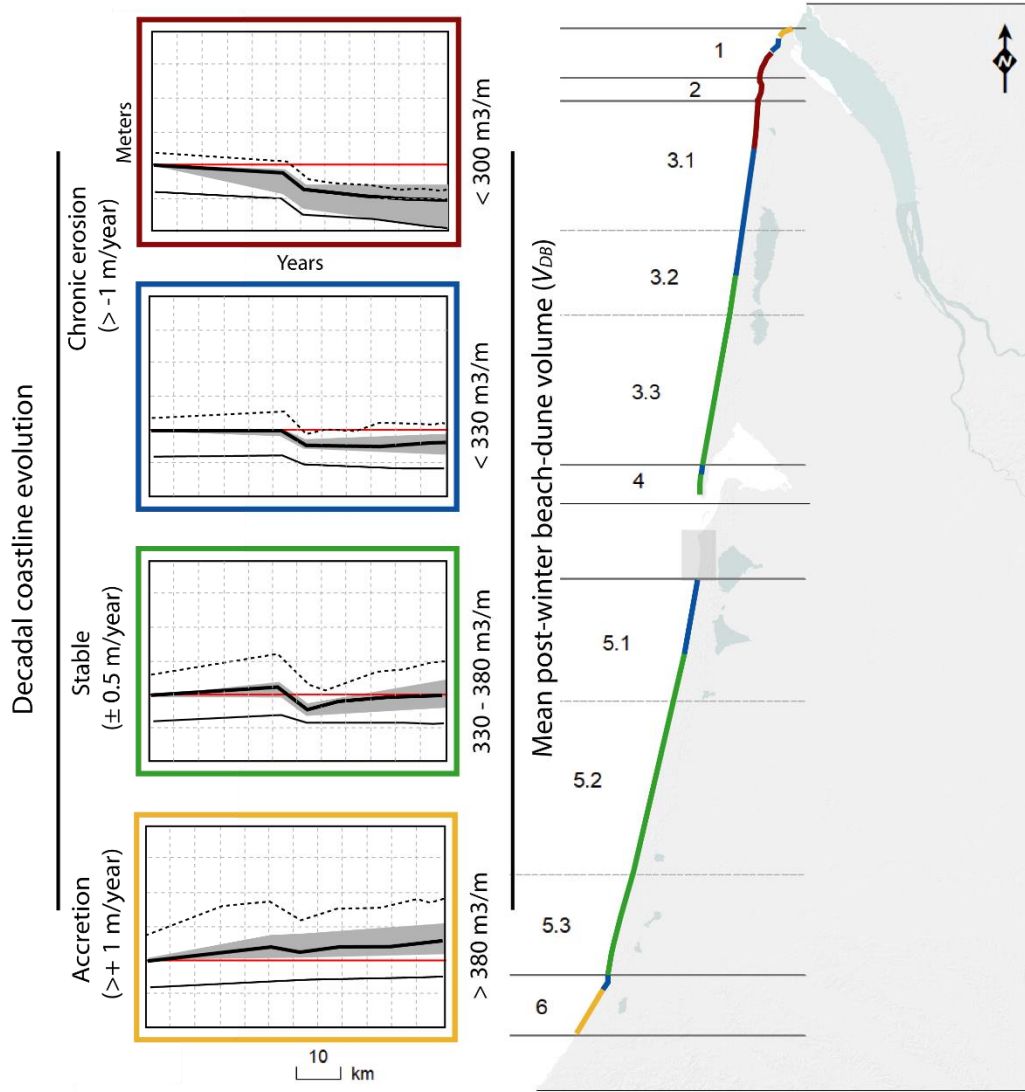 Decadal coastline evolution
Chronic erosion
(> -1 m/year)
Stable
(± 0.5 m/year)
Accretion
(>+ 1 m/year)
Meters
Years
< 300 m3/m
< 330 m3/m
330 - 380 m3/m
> 380 m3/m
10
km
Mean post-winter beach-dune volume (VDB)
1
2
3.1
3.2
3.3
4
5.1
5.2
5.3
6
N